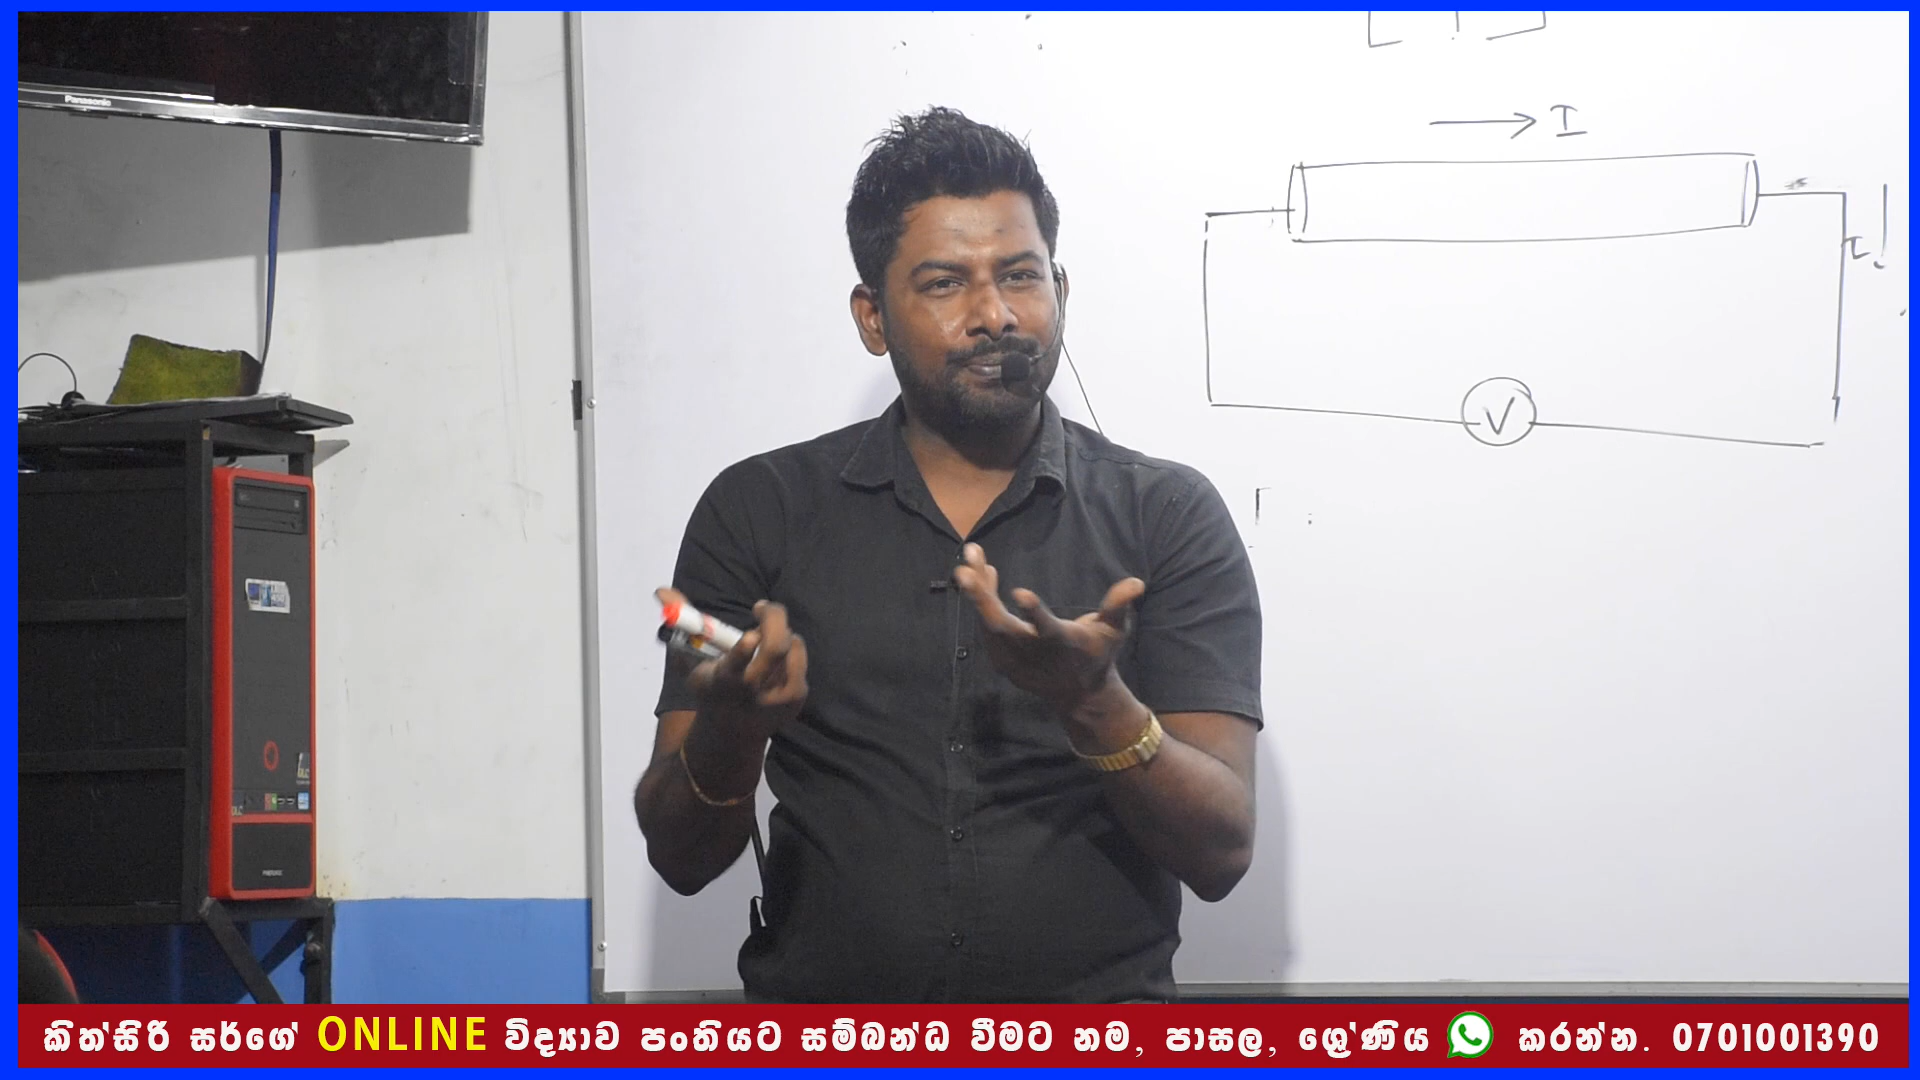 Panasonic
I
V
කිත්සිරි සර්ගේ ONLINE විද්‍යාව පංතියට සම්බන්ධ වීමට නම, පාසල, ශ්‍රේණිය කරන්න. 0701001390